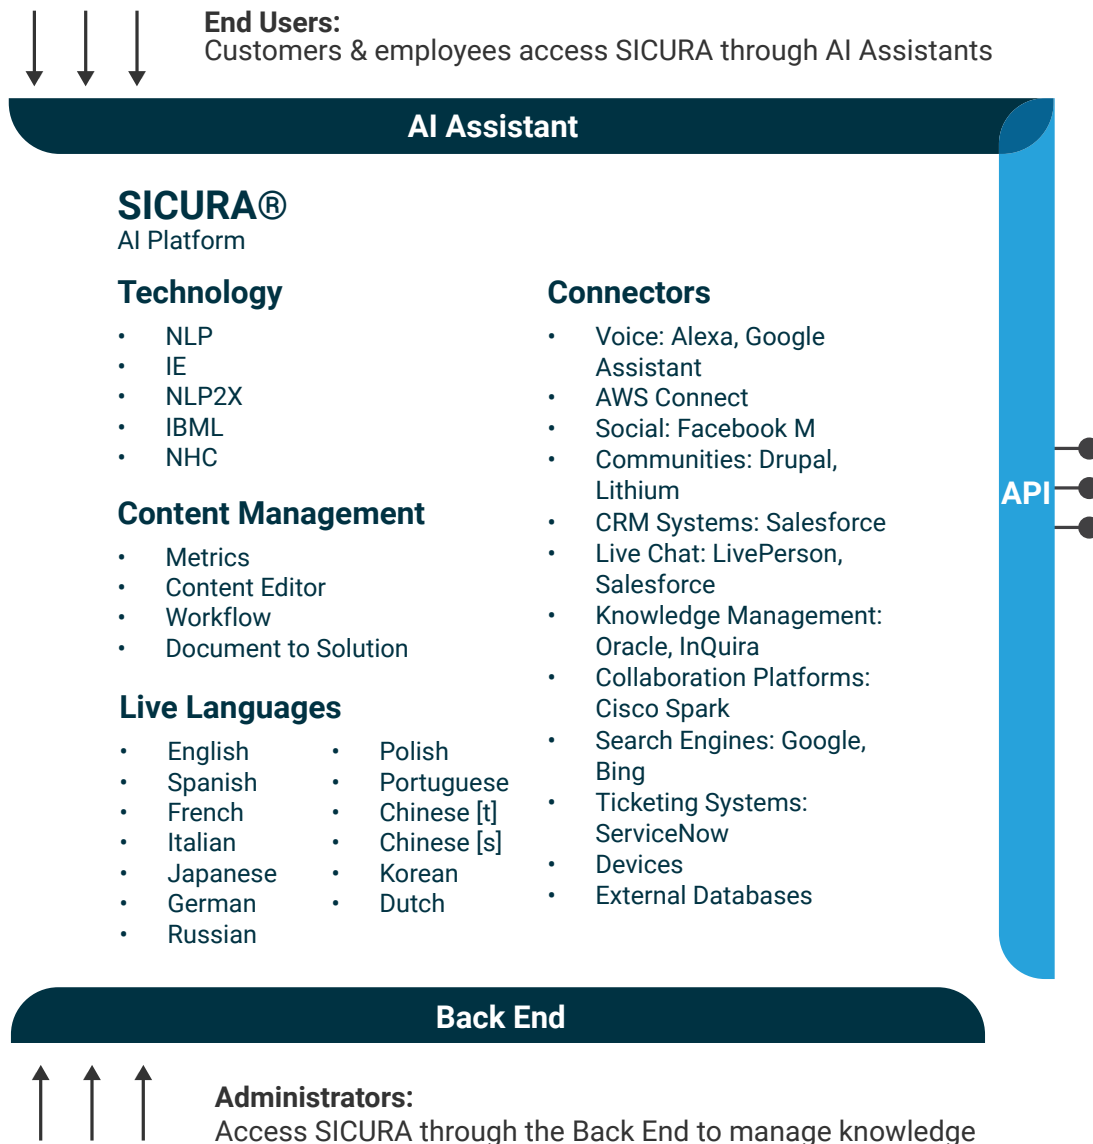 End Users:
Customers & employees access SICURA through AI Assistants
AI Assistant
SICURA®
AI Platform
Technology
• NLP
• IE
• NLP2X
• IBML
• NHC
Content Management
• Metrics
• Content Editor
• Workflow
• Document to Solution
Live Languages
• English
• Spanish
• French
• Italian
• Japanese
• German
• Russian
• Polish
• Portuguese
• Chinese [t]
• Chinese [s]
• Korean
• Dutch
Connectors
• Voice: Alexa, Google
Assistant
• AWS Connect
• Social: Facebook M
• Communities: Drupal,
Lithium
• CRM Systems: Salesforce
• Live Chat: LivePerson,
Salesforce
• Knowledge Management:
Oracle, InQuira
• Collaboration Platforms:
Cisco Spark
• Search Engines: Google,
Bing
• Ticketing Systems:
ServiceNow
• Devices
• External Databases
API
Back End
Administrators:
Access SICURA through the Back End to manage knowledge